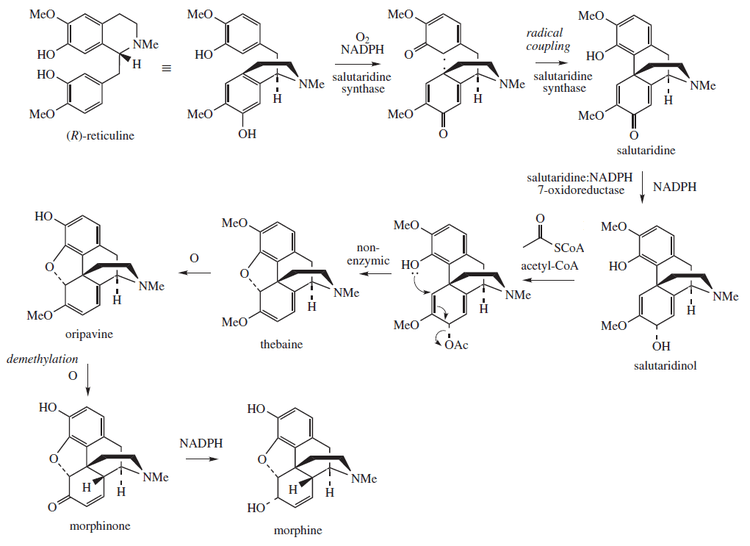 MeO
HO
NMe
H
HO
MeO
(R)-reticuline
≡
MeO
HO
NMe
H
MeO
OH
O2
NADPH
salutaridine
synthase
MeO
O
NMe
H
MeO
O
radical
coupling
salutaridine
synthase
MeO
HO
NMe
H
MeO
O
salutaridine
salutaridine:NADPH
7-oxidoreductase
NADPH
MeO
HO
NMe
H
MeO
OH
salutaridinol
O
SCoA
acetyl-CoA
MeO
HO
NMe
H
MeO
OAc
non-
enzymic
MeO
O
NMe
H
MeO
thebaine
O
HO
O
NMe
H
MeO
oripavine
demethylation
O
HO
O
NMe
H
H
O
morphinone
NADPH
HO
O
NMe
H
H
HO
morphine